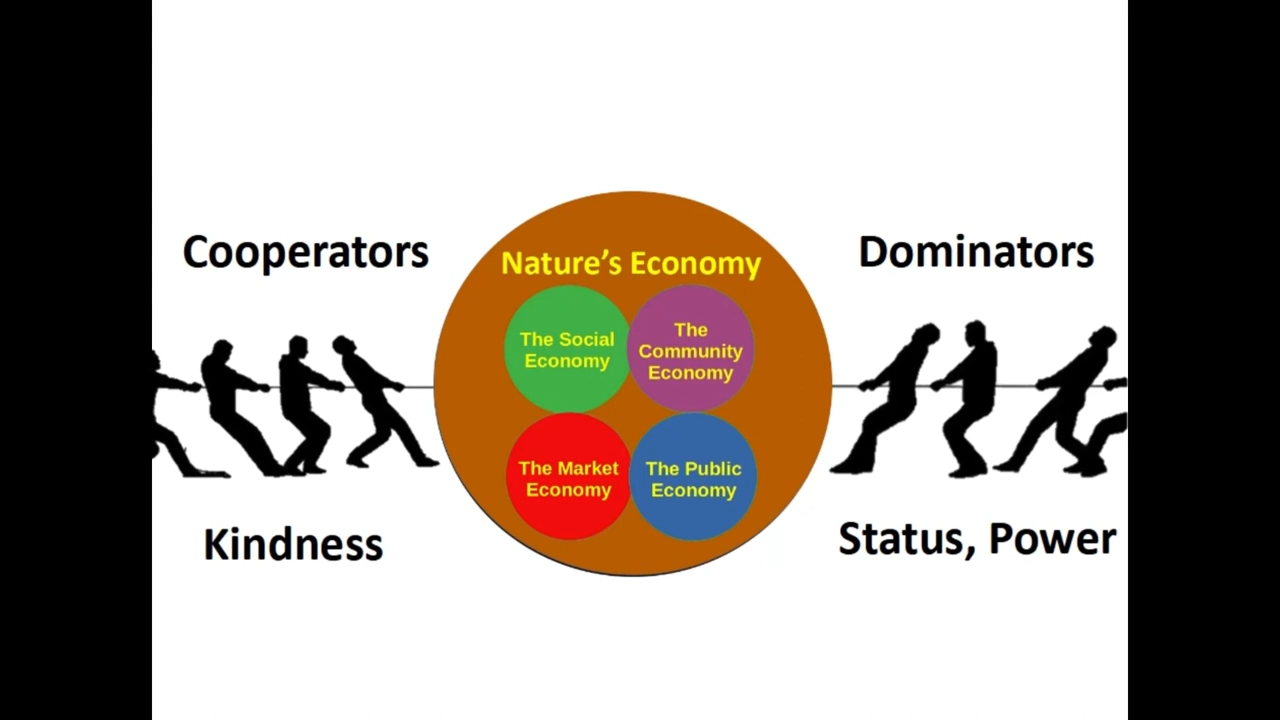 Cooperators
Dominators
Nature's Economy
The Social
Economy
The
Community
Economy
The Market
Economy
The Public
Economy
Kindness
Status, Power